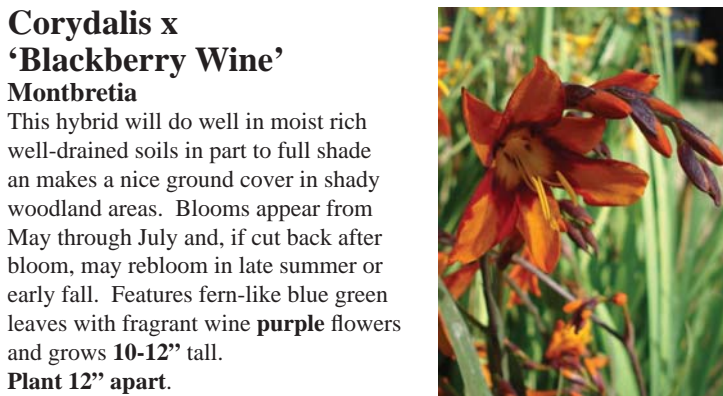 Corydalis x
‘Blackberry Wine’
Montbretia
This hybrid will do well in moist rich
well-drained soils in part to full shade
an makes a nice ground cover in shady
woodland areas.  Blooms appear from
May through July and, if cut back after
bloom, may rebloom in late summer or
early fall.  Features fern-like blue green
leaves with fragrant wine purple flowers
and grows 10-12” tall.
Plant 12” apart.